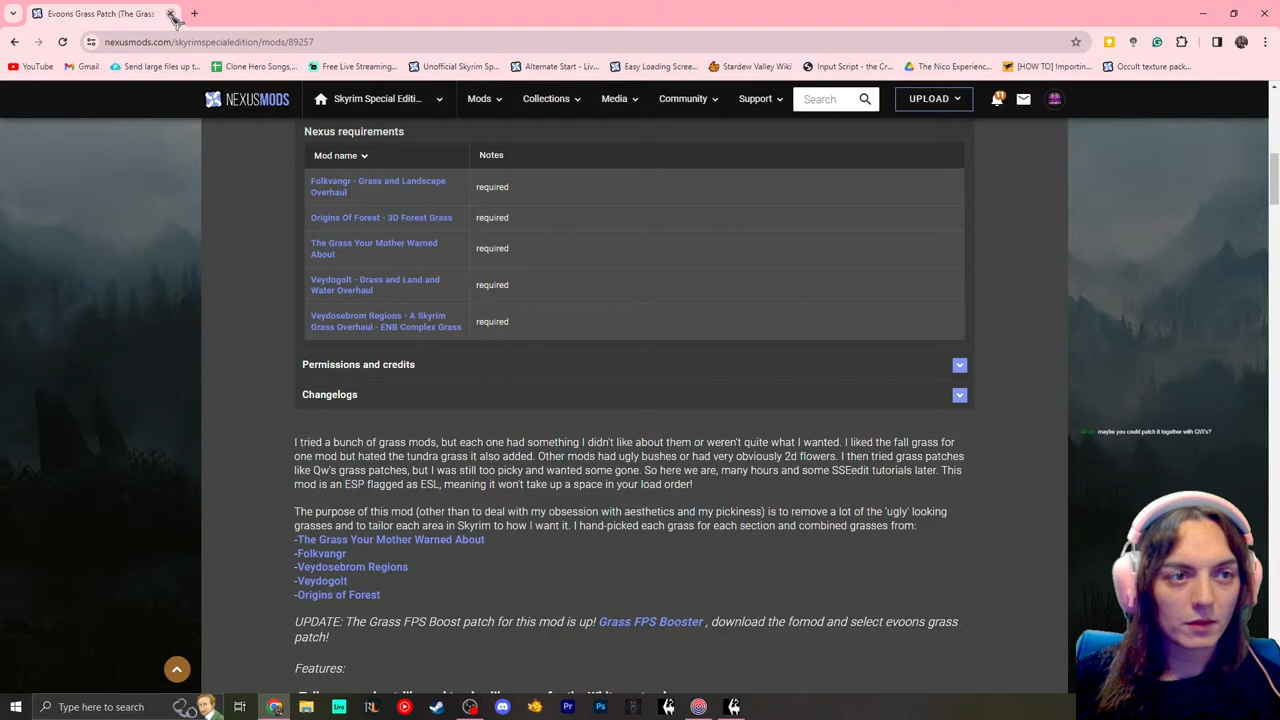 Evoons Grass Patch (The Grass
nexusmods.com/skyrimspecialedition/mods/89257
YouTube Gmail Send large files up t... Clone Hero Songs,... Free Live Streaming... Unofficial Skyrim Sp... Alternate Start - Liv... Easy Loading Scree... Stardew Valley Wiki Input Script - the Cr... The Nico Experienc... [HOW TO] Importin... Occult texture pac...
NEXUSMODS Skyrim Special Editi... Mods Collections Media Community Support Search UPLOAD 11
Nexus requirements
Mod name Notes
Folkvangr - Grass and Landscape
Overhaul
required
Origins Of Forest - 3D Forest Grass required
The Grass Your Mother Warned
About
required
Veydogolt - Grass and Land and
Water Overhaul
required
Veydosebrom Regions - A Skyrim
Grass Overhaul - ENB Complex Grass
required
Permissions and credits
Changelogs
maybe you could patch it together with QW's?
I tried a bunch of grass mods, but each one had something I didn't like about them or weren't quite what I wanted. I liked the fall grass for
one mod but hated the tundra grass it also added. Other mods had ugly bushes or had very obviously 2d flowers. I then tried grass patches
like Qw's grass patches, but I was still too picky and wanted some gone. So here we are, many hours and some SSEedit tutorials later. This
mod is an ESP flagged as ESL, meaning it won't take up a space in your load order!
The purpose of this mod (other than to deal with my obsession with aesthetics and my pickiness) is to remove a lot of the 'ugly' looking
grasses and to tailor each area in Skyrim to how I want it. I hand-picked each grass for each section and combined grasses from:
-The Grass Your Mother Warned About
-Folkvangr
-Veydosebrom Regions
-Veydogolt
-Origins of Forest
UPDATE: The Grass FPS Boost patch for this mod is up! Grass FPS Booster , download the fomod and select evoons grass
patch!
Features:
Type here to search
Live
RL
Pr
Ps